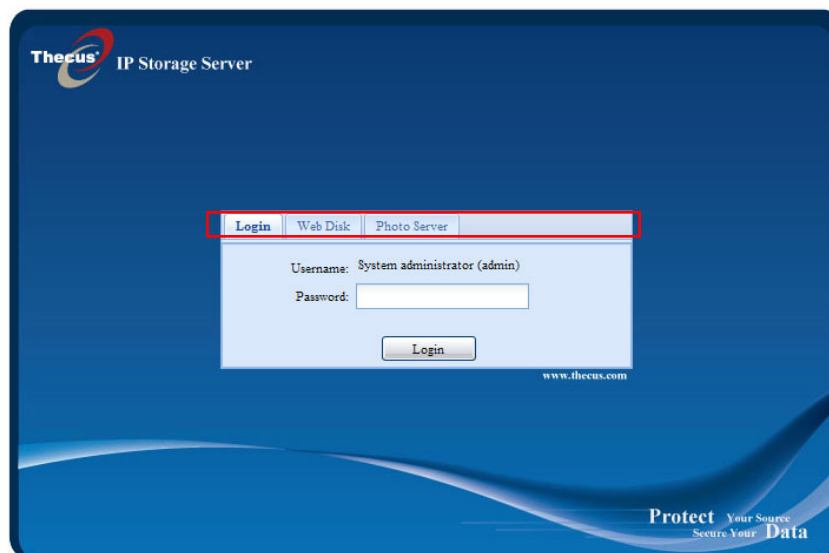 Thecus®
IP Storage Server
Login Web Disk Photo Server
Username: System administrator (admin)
Password:
Login
www.thecus.com
Protect Your Source
Secure Your Data